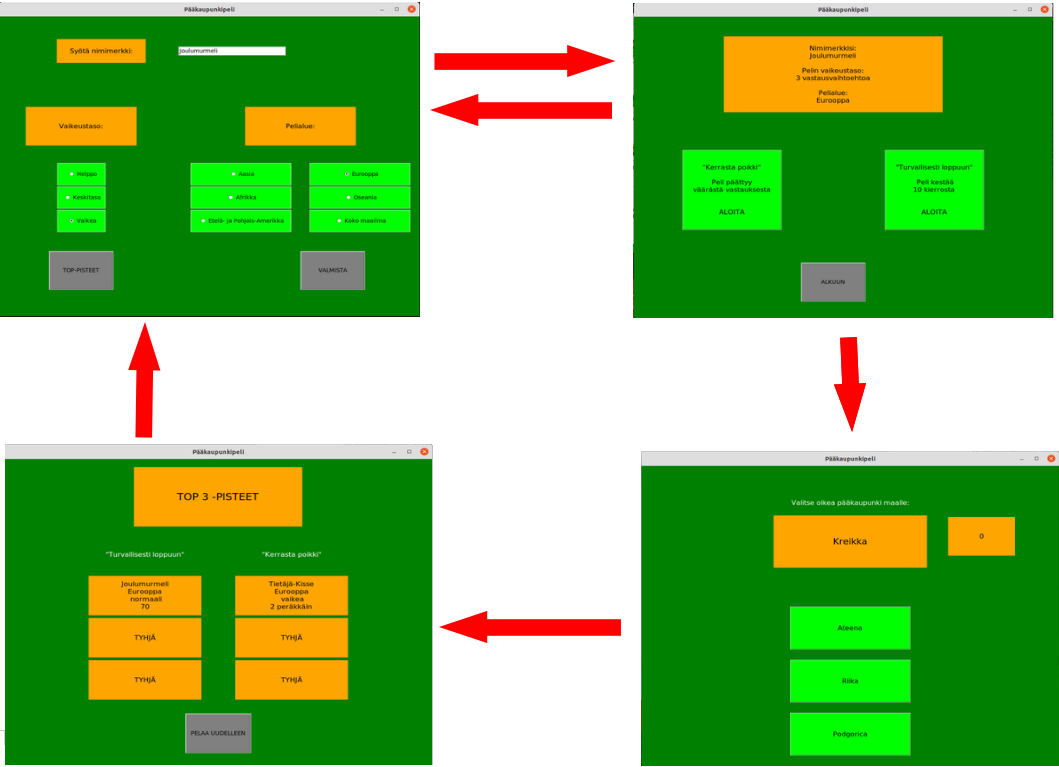 Pääkaupunkipeli
Syötä nimimerkki:
Joulumurmeli
Vaikeustaso:
Pelialue:
Helppo
Aasia
Eurooppa
Keskitaso
Afrikka
Oseania
Vaikea
Etelä- ja Pohjois-Amerikka
Koko maailma
TOP-PISTEET
VALMISTA
Pääkaupunkipeli
Nimimerkkisi:
Joulumurmeli
Pelin vaikeustaso:
3 vastausvaihtoehtoa
Pelialue:
Eurooppa
"Kerrasta poikki"
Peli päättyy
väärästä vastauksesta
ALOITA
"Turvallisesti loppuun"
Peli kestää
10 kierrosta
ALOITA
ALKUUN
Pääkaupunkipeli
TOP 3 -PISTEET
"Turvallisesti loppuun"
"Kerrasta poikki"
Joulumurmeli
Eurooppa
normaali
70
Tietäjä-Kisse
Eurooppa
vaikea
2 peräkkäin
TYHJÄ
TYHJÄ
TYHJÄ
TYHJÄ
PELAA UUDELLEEN
Pääkaupunkipeli
Valitse oikea pääkaupunki maalle:
Kreikka
0
Ateena
Riika
Podgorica